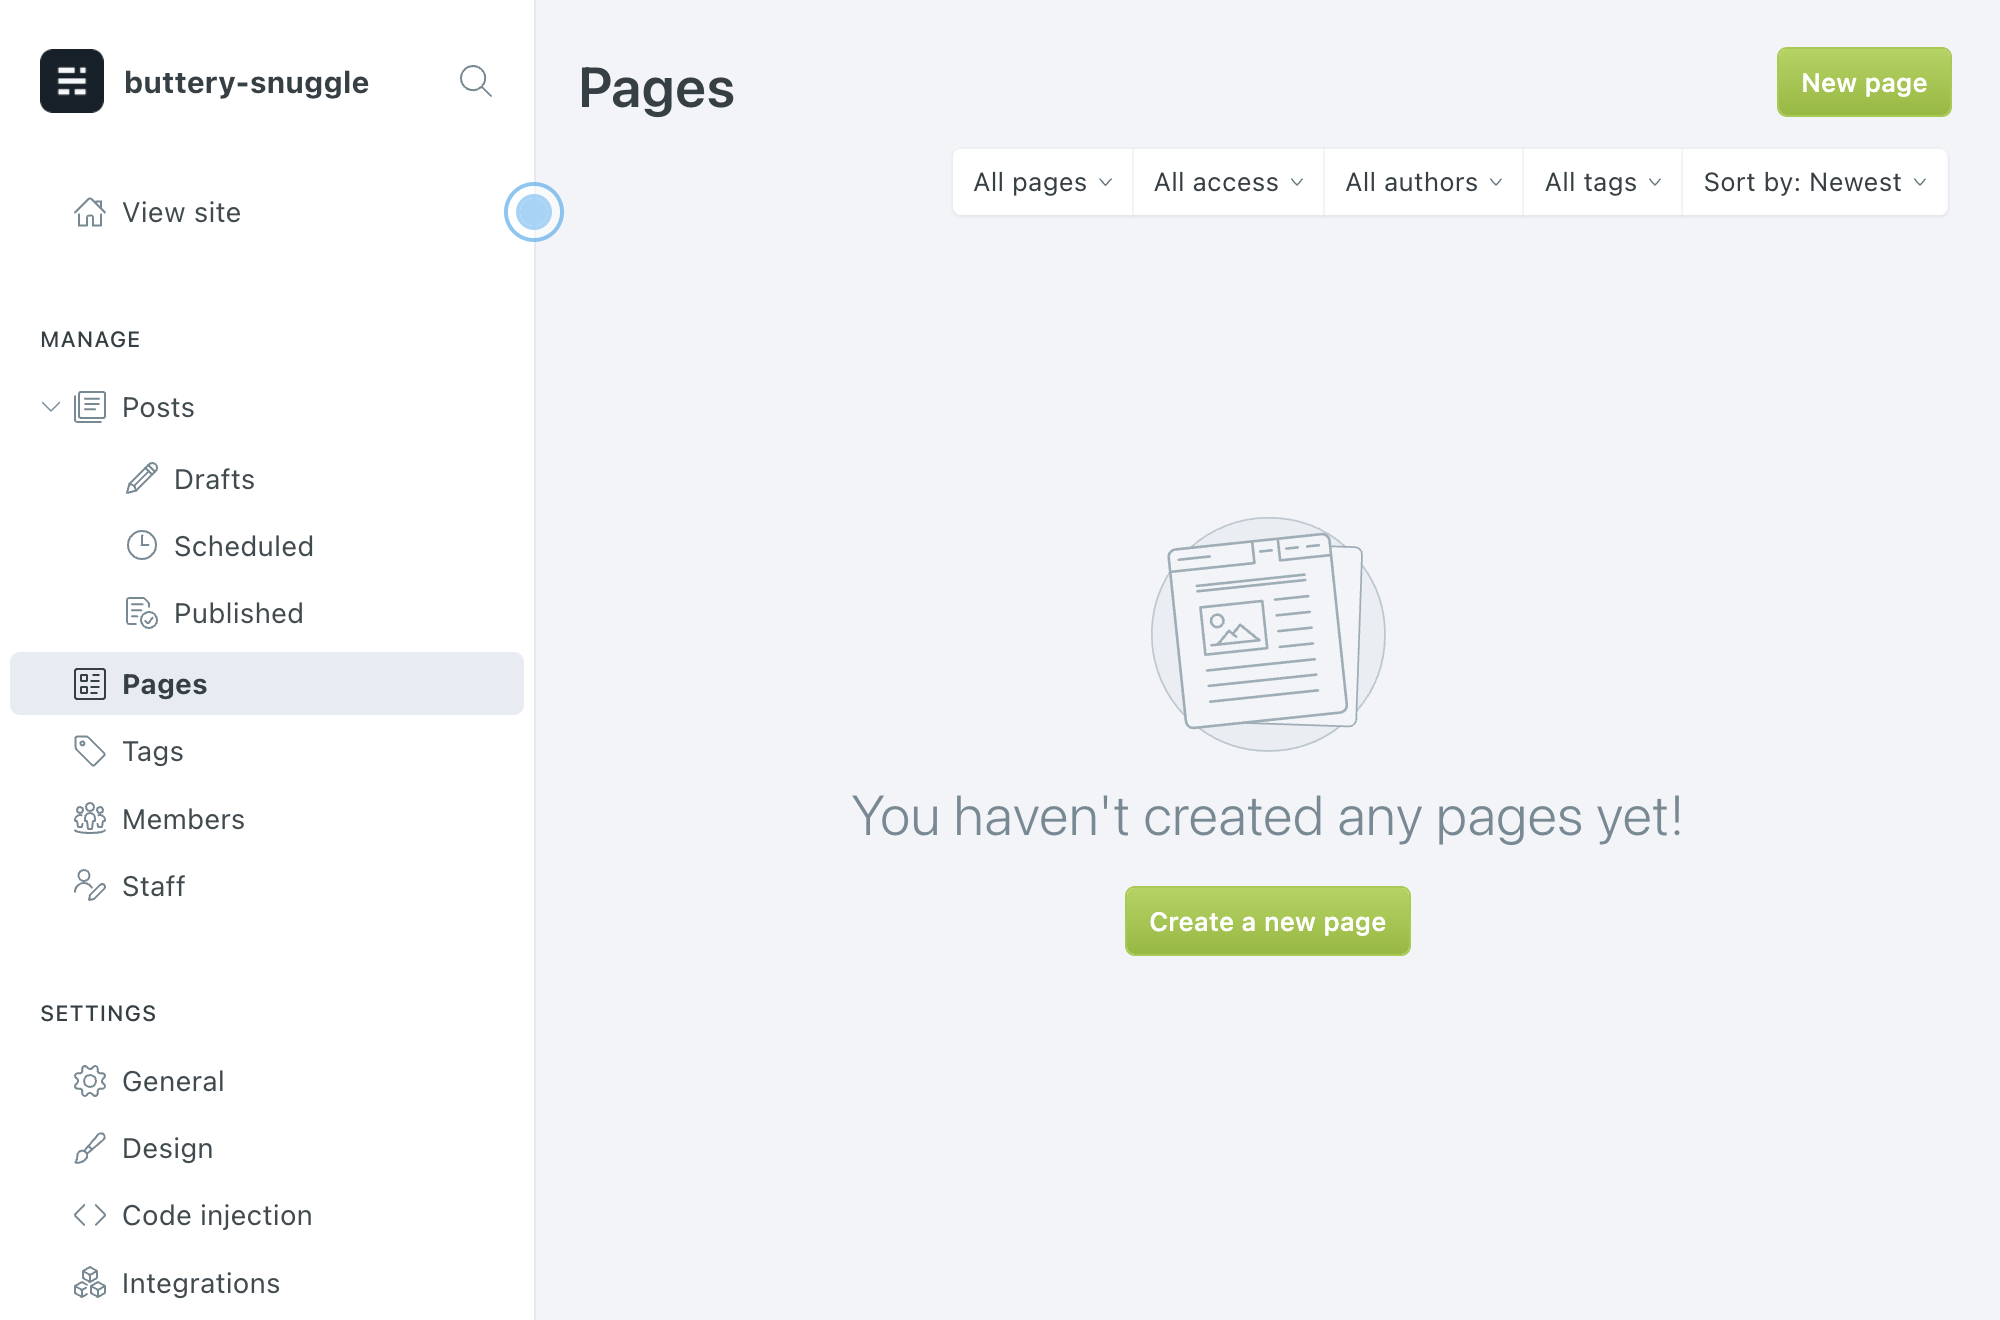 buttery-snuggle
View site
MANAGE
Posts
Drafts
Scheduled
Published
Pages
Tags
Members
Staff
SETTINGS
General
Design
Code injection
Integrations
Pages
New page
All pages
All access
All authors
All tags
Sort by: Newest
You haven't created any pages yet!
Create a new page